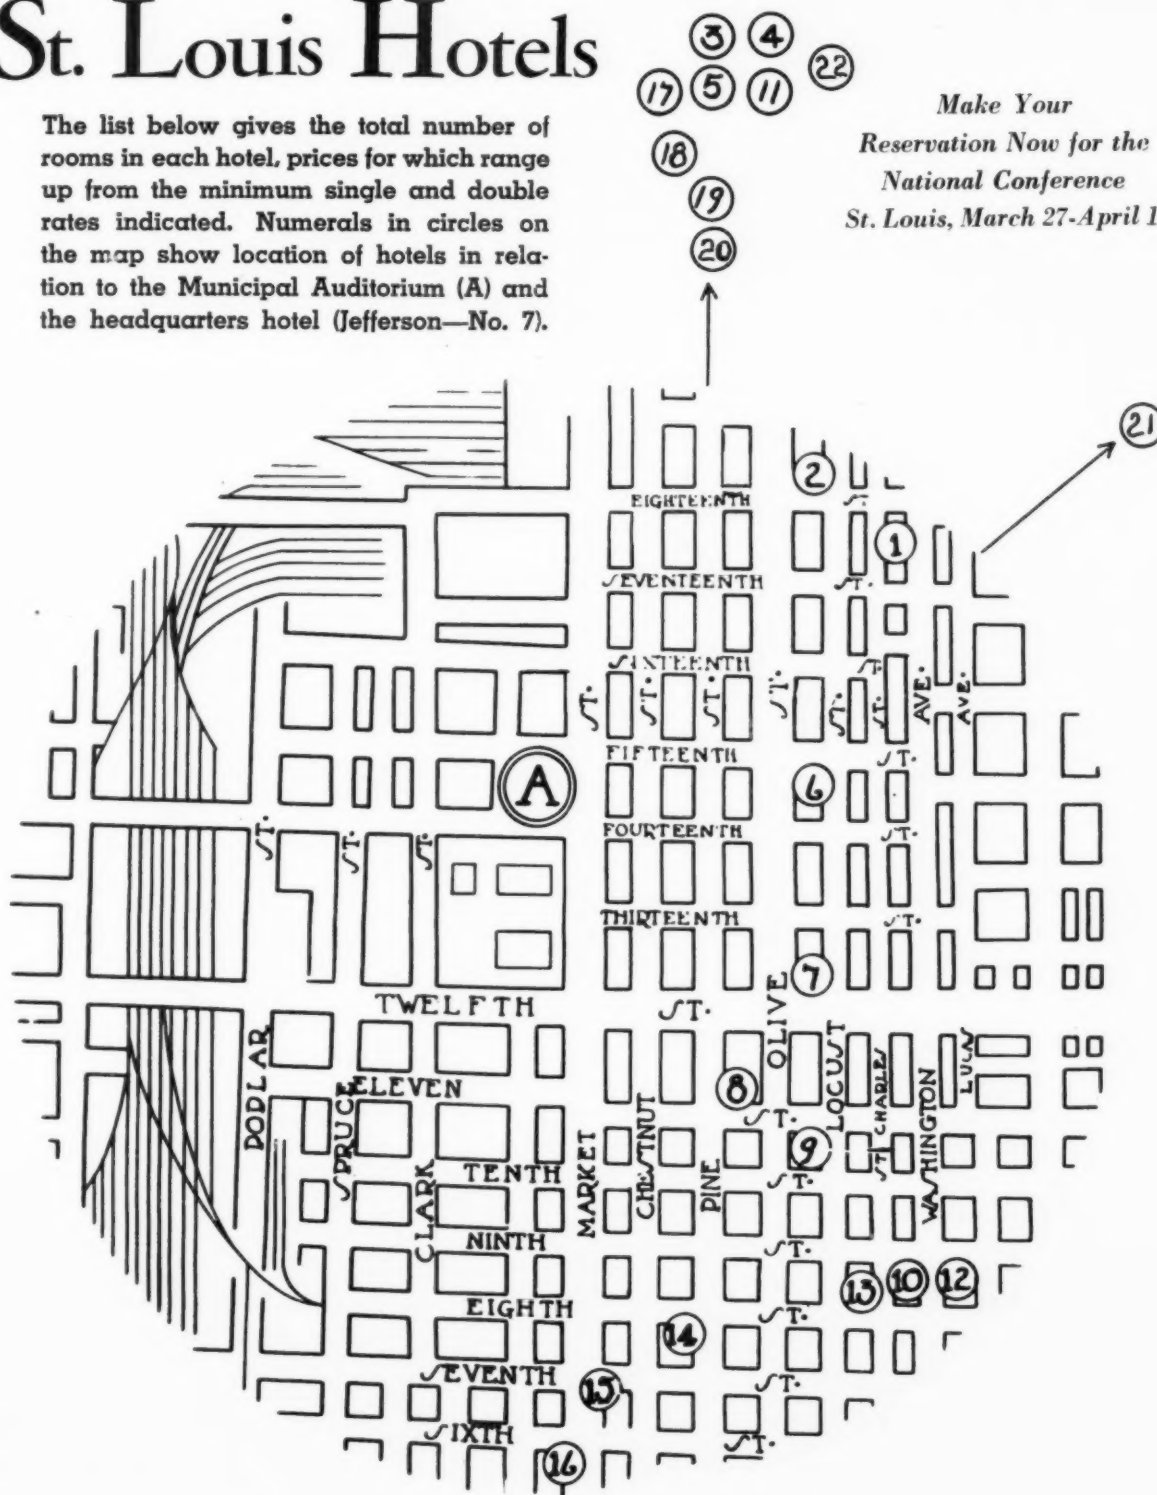 St. Louis Hotels
The list below gives the total number of
rooms in each hotel, prices for which range
up from the minimum single and double
rates indicated. Numerals in circles on
the map show location of hotels in rela-
tion to the Municipal Auditorium (A) and
the headquarters hotel (Jefferson—No. 7).
3 4 22
17 5 11
18
19
20
Make Your
Reservation Now for the
National Conference
St. Louis, March 27-April 1
21
2
EIGHTEENTH ST.
1
SEVENTEENTH ST.
SIXTEENTH ST.
ST. ST. ST. ST. ST. ST. AVE. AVE.
FIFTEENTH ST.
A
6
FOURTEENTH ST.
ST. ST. ST.
THIRTEENTH ST.
7
TWELFTH ST.
PODLAR
SPRUCE
CLARK
MARKET
CHESTNUT
PINE
OLIVE
LOCUST
ST. CHARLES
WASHINGTON
LUCAS
8
ELEVEN ST.
9
TENTH ST.
NINTH ST.
13 10 12
EIGHTH ST.
14
SEVENTH ST.
15
SIXTH ST.
16